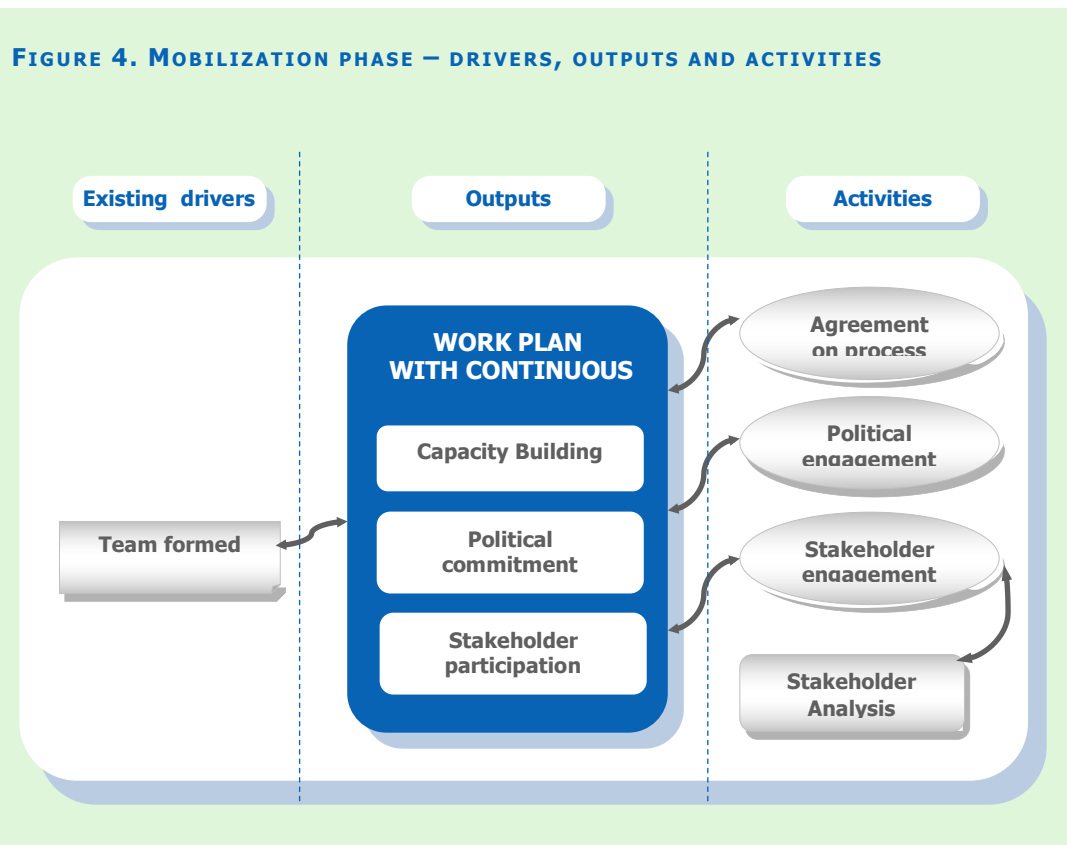 FIGURE 4. MOBILIZATION PHASE – DRIVERS, OUTPUTS AND ACTIVITIES
Existing drivers
Outputs
Activities
WORK PLAN
WITH CONTINUOUS
Capacity Building
Political
commitment
Stakeholder
participation
Team formed
Agreement
on process
Political
engagement
Stakeholder
engagement
Stakeholder
Analysis